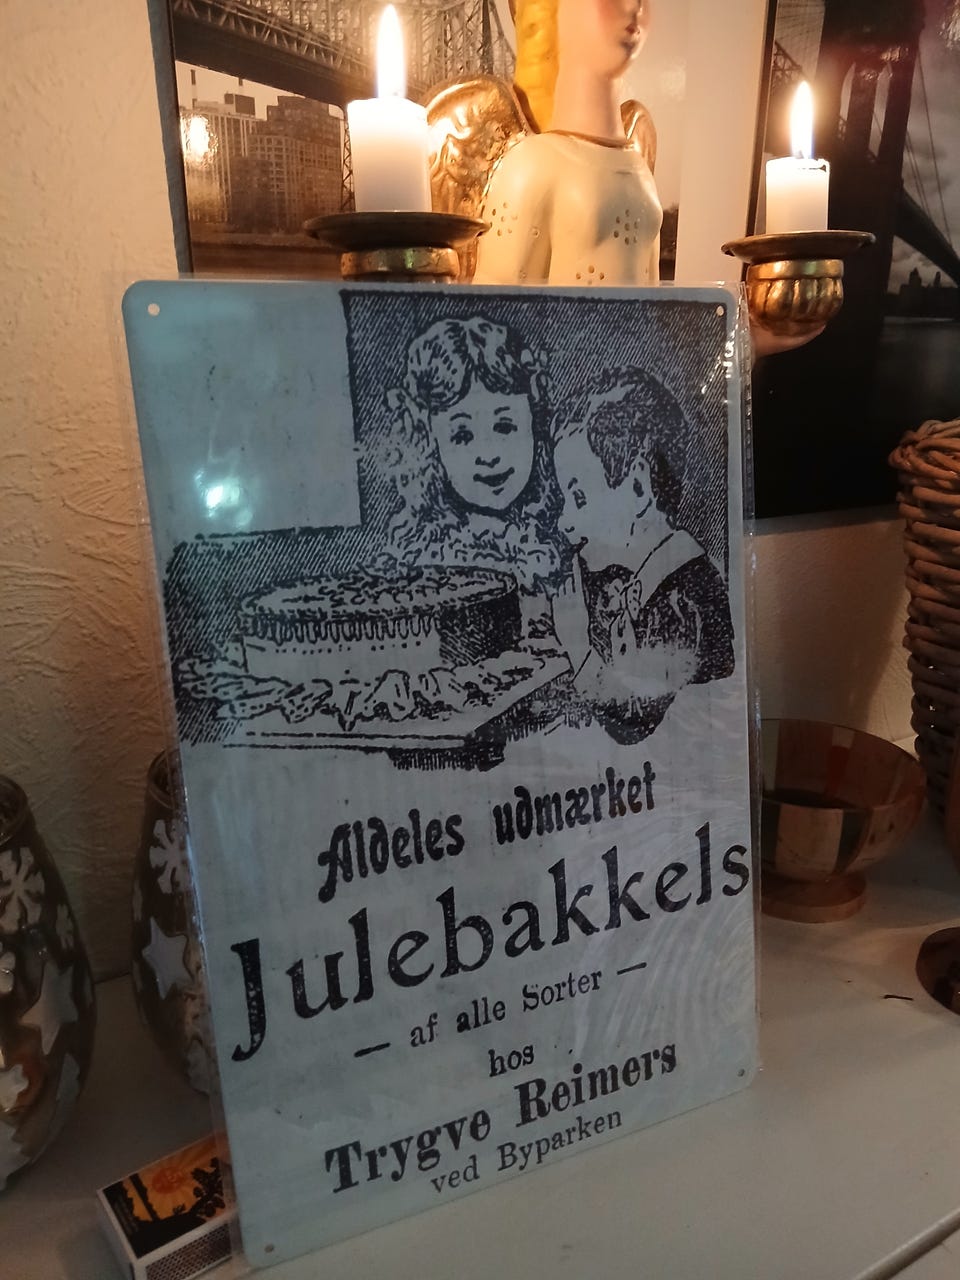 Aldeles udmærket
Julebakkels
— af alle Sorter —
hos
Trygve Reimers
ved Byparken